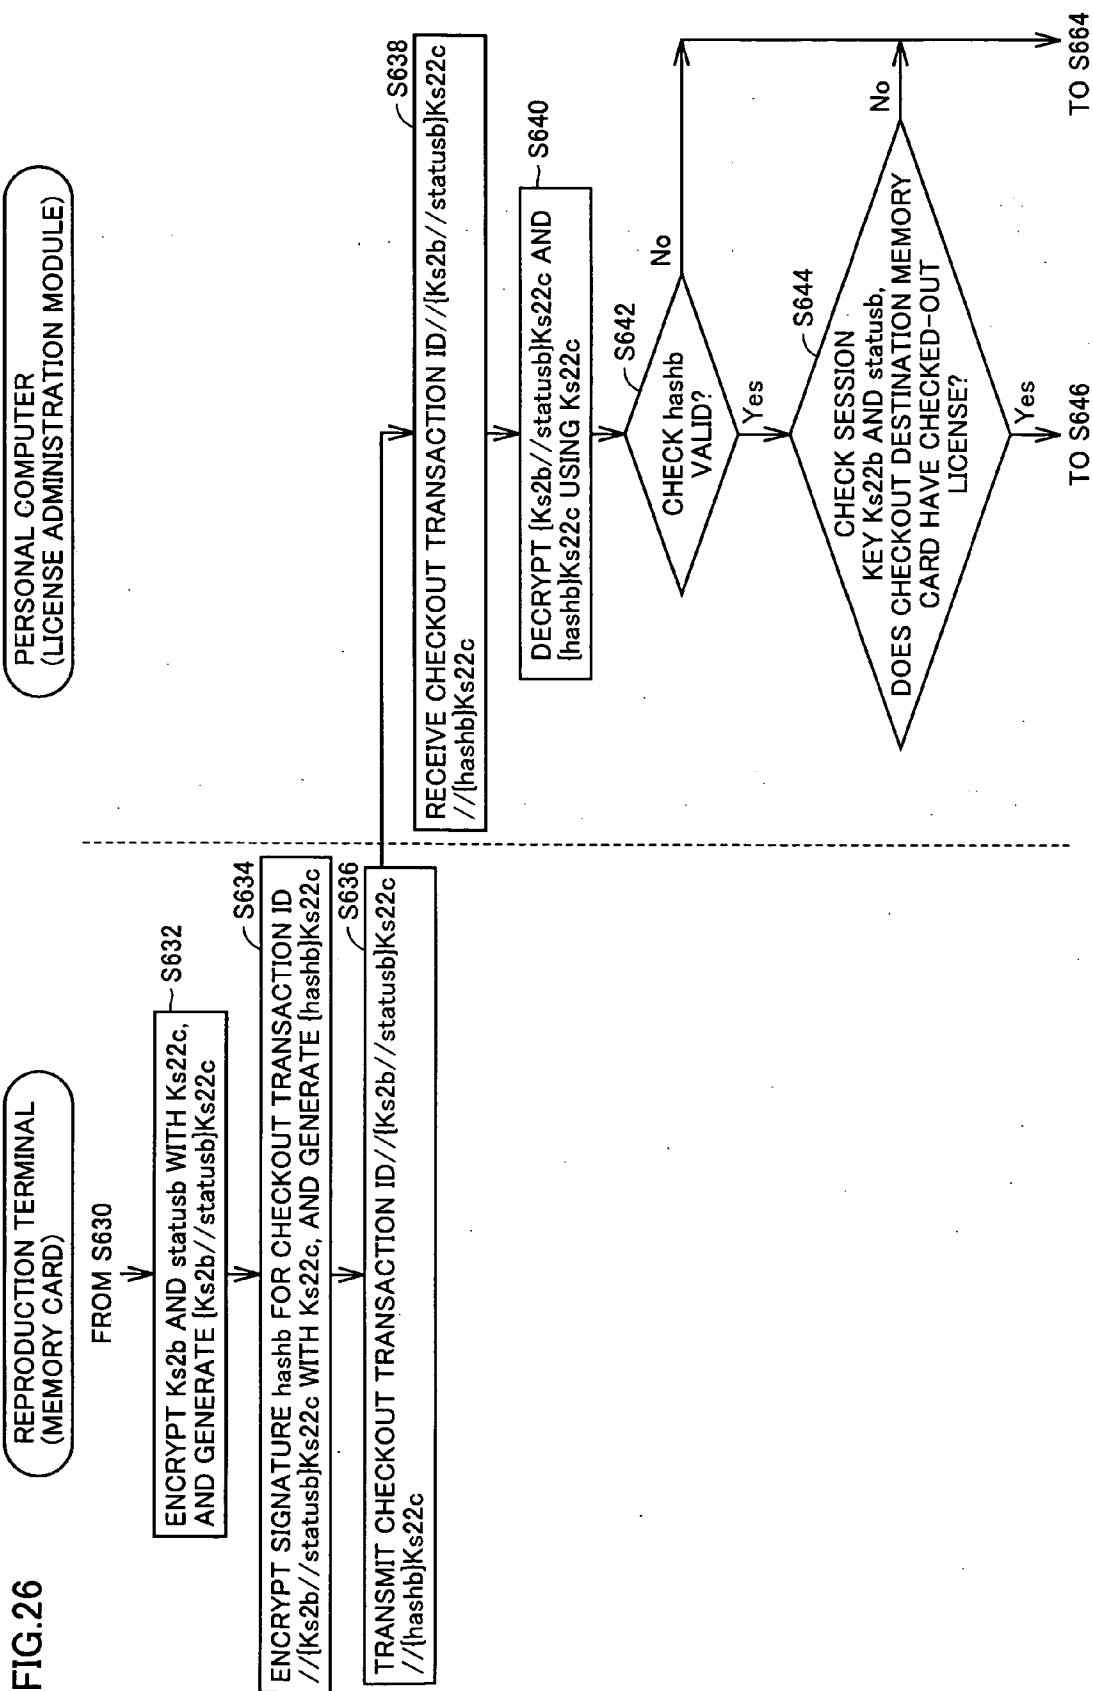 FIG.26
REPRODUCTION TERMINAL
(MEMORY CARD)
PERSONAL COMPUTER
(LICENSE ADMINISTRATION MODULE)
FROM S630
S632
ENCRYPT Ks2b AND statusb WITH Ks22c,
AND GENERATE {Ks2b//statusb}Ks22c
S634
ENCRYPT SIGNATURE hashb FOR CHECKOUT TRANSACTION ID
//{Ks2b//statusb}Ks22c WITH Ks22c, AND GENERATE {hashb}Ks22c
S636
TRANSMIT CHECKOUT TRANSACTION ID//{Ks2b//statusb}Ks22c
//{hashb}Ks22c
S638
RECEIVE CHECKOUT TRANSACTION ID//{Ks2b//statusb}Ks22c
//{hashb}Ks22c
S640
DECRYPT {Ks2b//statusb}Ks22c AND
{hashb}Ks22c USING Ks22c
S642
CHECK hashb
VALID?
No
Yes
S644
CHECK SESSION
KEY Ks22b AND statusb,
DOES CHECKOUT DESTINATION MEMORY
CARD HAVE CHECKED-OUT
LICENSE?
No
Yes
TO S646
TO S664